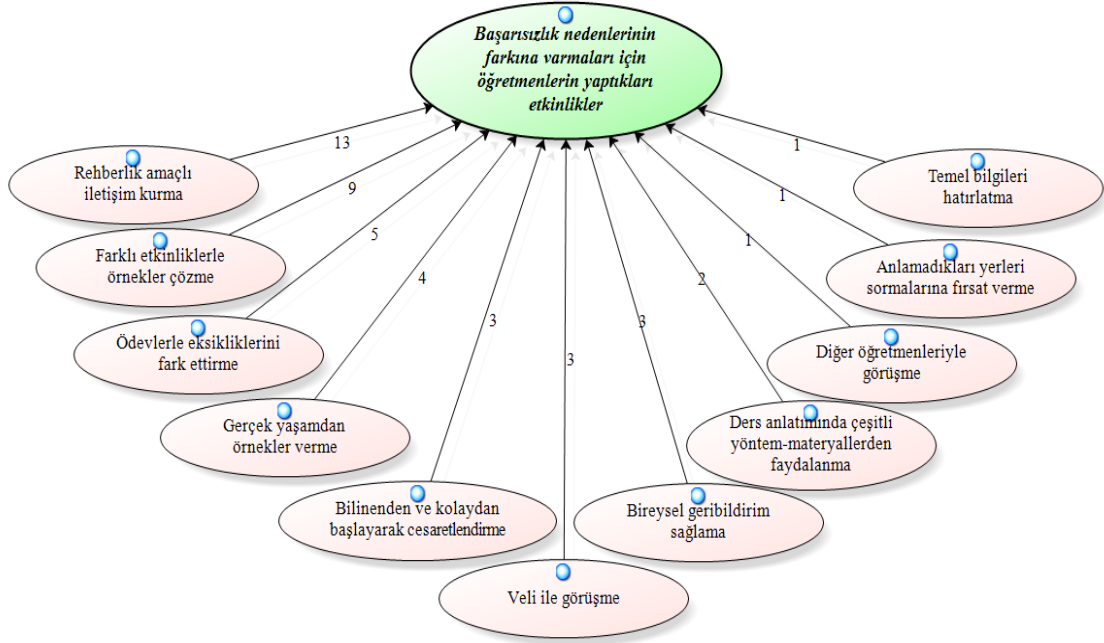 Başarısızlık nedenlerinin
farkına varmaları için
öğretmenlerin yaptıkları
etkinlikler
13
Rehberlik amaçlı
iletişim kurma
9
Farklı etkinliklerle
örnekler çözme
5
Ödevlerle eksikliklerini
fark ettirme
4
Gerçek yaşamdan
örnekler verme
3
Bilinenden ve kolaydan
başlayarak cesaretlendirme
3
Veli ile görüşme
3
Bireysel geribildirim
sağlama
2
Ders anlatımında çeşitli
yöntem-materyallerden
faydalanma
1
Diğer öğretmenleriyle
görüşme
1
Anlamadıkları yerleri
sormalarına fırsat verme
1
Temel bilgileri
hatırlatma